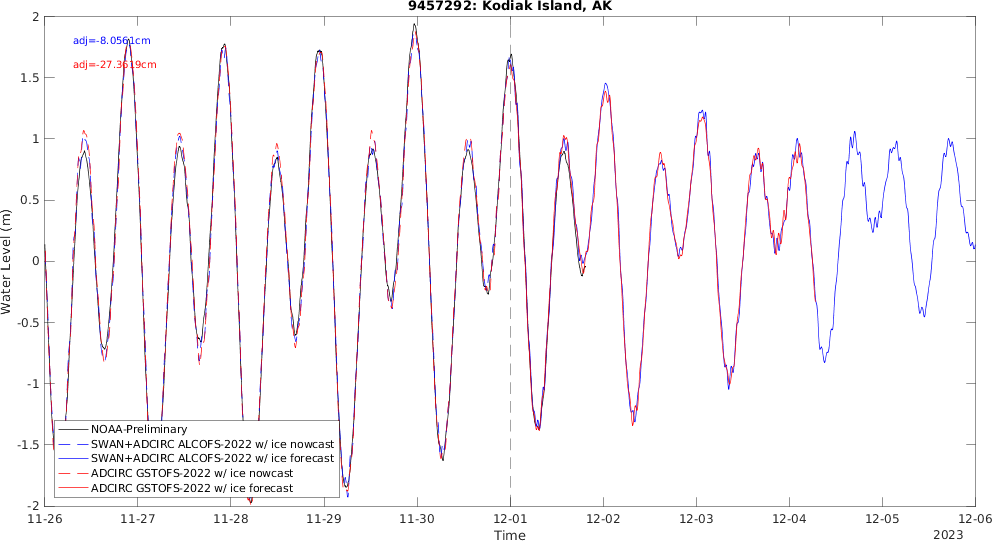 9457292: Kodiak Island, AK
adj=-8.0561cm
adj=-27.3619cm
Water Level (m)
2
1.5
1
0.5
0
-0.5
-1
-1.5
-2
NOAA-Preliminary
SWAN+ADCIRC ALCOFS-2022 w/ ice nowcast
SWAN+ADCIRC ALCOFS-2022 w/ ice forecast
ADCIRC GSTOFS-2022 w/ ice nowcast
ADCIRC GSTOFS-2022 w/ ice forecast
11-26 11-27 11-28 11-29 11-30 12-01 12-02 12-03 12-04 12-05 12-06
Time
2023